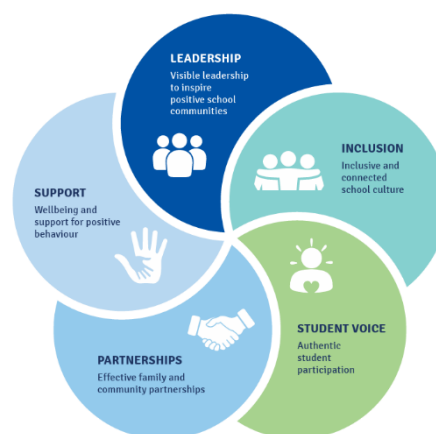 LEADERSHIP
Visible leadership
to inspire
positive school
communities
INCLUSION
Inclusive and
connected
school culture
STUDENT VOICE
Authentic
student
participation
PARTNERSHIPS
Effective family and
community partnerships
SUPPORT
Wellbeing and
support for positive
behaviour